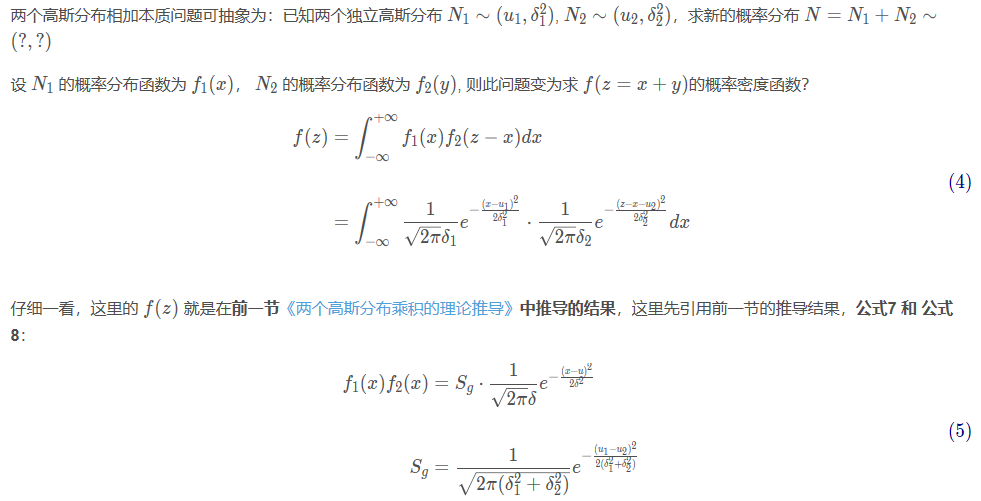 两个高斯分布相加本质问题可抽象为：已知两个独立高斯分布 $N_1 \sim (u_1, \delta_1^2), N_2 \sim (u_2, \delta_2^2)$，求新的概率分布 $N = N_1 + N_2 \sim$
$(?, ?)$
设 $N_1$ 的概率分布函数为 $f_1(x)$， $N_2$ 的概率分布函数为 $f_2(y)$, 则此问题变为求 $f(z = x + y)$的概率密度函数?
$f(z) = \int_{-\infty}^{+\infty} f_1(x) f_2(z - x) dx$
$= \int_{-\infty}^{+\infty} \frac{1}{\sqrt{2\pi}\delta_1} e^{-\frac{(x-u_1)^2}{2\delta_1^2}} \cdot \frac{1}{\sqrt{2\pi}\delta_2} e^{-\frac{(z-x-u_2)^2}{2\delta_2^2}} dx$
(4)
仔细一看，这里的 $f(z)$ 就是在前一节《两个高斯分布乘积的理论推导》中推导的结果，这里先引用前一节的推导结果，公式7 和 公式
8：
$f_1(x) f_2(x) = S_g \cdot \frac{1}{\sqrt{2\pi}\delta} e^{-\frac{(x-u)^2}{2\delta^2}}$
$S_g = \frac{1}{\sqrt{2\pi(\delta_1^2 + \delta_2^2)}} e^{-\frac{(u_1-u_2)^2}{2(\delta_1^2+\delta_2^2)}}$
(5)